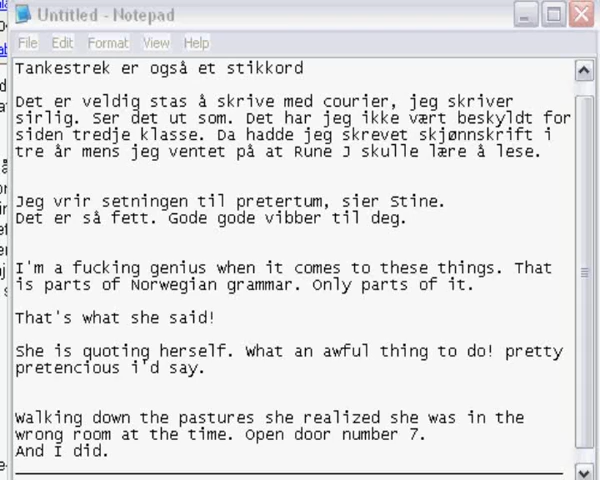 Untitled - Notepad
File Edit Format View Help
Tankestrek er også et stikkord
Det er veldig stas å skrive med courier, jeg skriver
sirlig. Ser det ut som. Det har jeg ikke vært beskyldt for
siden tredje klasse. Da hadde jeg skrevet skjønnskrift i
tre år mens jeg ventet på at Rune J skulle lære å lese.
Jeg vrir setningen til pretertum, sier Stine.
Det er så fett. Gode gode vibber til deg.
I'm a fucking genius when it comes to these things. That
is parts of Norwegian grammar. Only parts of it.
That's what she said!
She is quoting herself. What an awful thing to do! pretty
pretencious i'd say.
Walking down the pastures she realized she was in the
wrong room at the time. Open door number 7.
And I did.